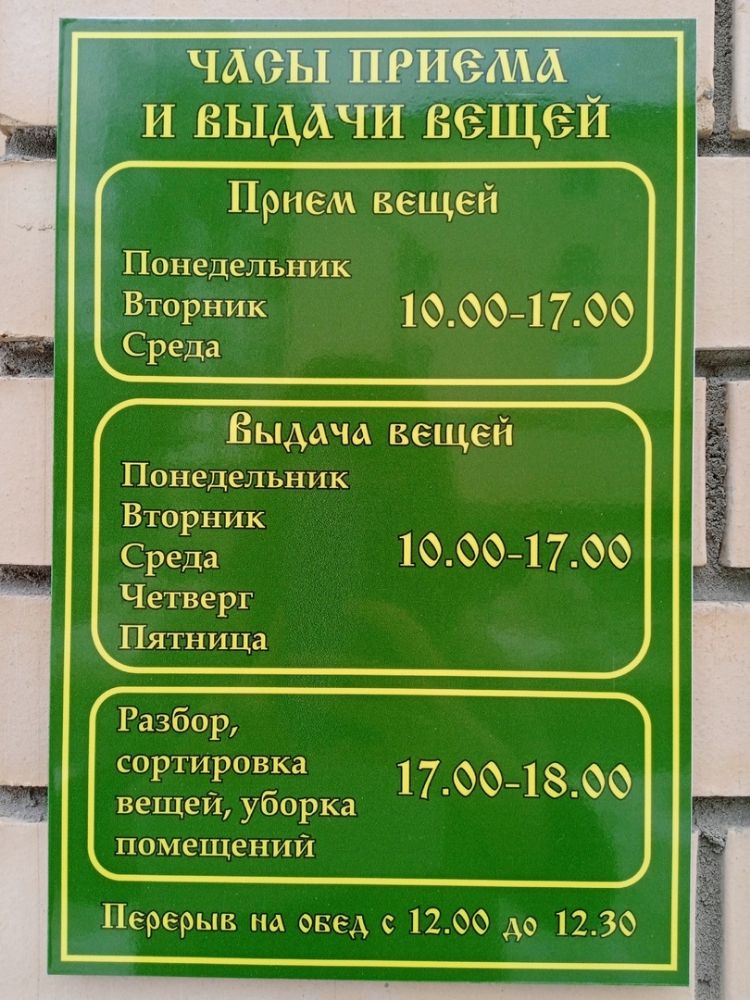 ЧАСЫ ПРИЕМА
И ВЫДАЧИ ВЕЩЕЙ
Прием вещей
Понедельник
Вторник
Среда
10.00-17.00
Выдача вещей
Понедельник
Вторник
Среда
Четверг
Пятница
10.00-17.00
Разбор,
сортировка
вещей, уборка
помещений
17.00-18.00
Перерыв на обед с 12.00 до 12.30